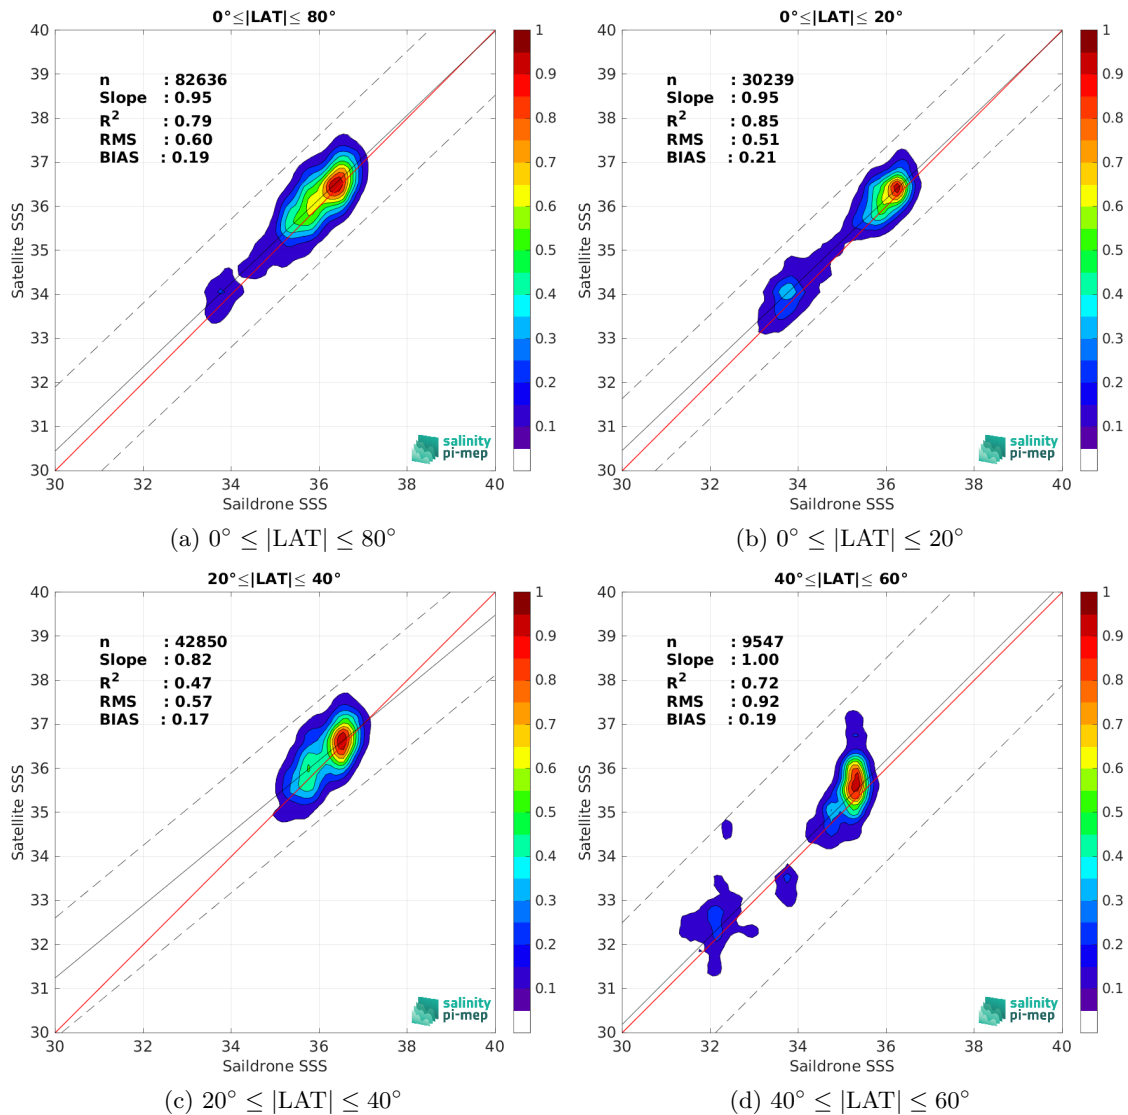 0°≤|LAT|≤ 80°
40
39
38
37
36
35
34
33
32
31
30
Satellite SSS
n : 82636
Slope : 0.95
R2 : 0.79
RMS : 0.60
BIAS : 0.19
salinity
pi-mep
30 32 34 36 38 40
Saildrone SSS
1
0.9
0.8
0.7
0.6
0.5
0.4
0.3
0.2
0.1
(a) 0° ≤ |LAT| ≤ 80°
0°≤|LAT|≤ 20°
40
39
38
37
36
35
34
33
32
31
30
Satellite SSS
n : 30239
Slope : 0.95
R2 : 0.85
RMS : 0.51
BIAS : 0.21
salinity
pi-mep
30 32 34 36 38 40
Saildrone SSS
1
0.9
0.8
0.7
0.6
0.5
0.4
0.3
0.2
0.1
(b) 0° ≤ |LAT| ≤ 20°
20°≤|LAT|≤ 40°
40
39
38
37
36
35
34
33
32
31
30
Satellite SSS
n : 42850
Slope : 0.82
R2 : 0.47
RMS : 0.57
BIAS : 0.17
salinity
pi-mep
30 32 34 36 38 40
Saildrone SSS
1
0.9
0.8
0.7
0.6
0.5
0.4
0.3
0.2
0.1
(c) 20° ≤ |LAT| ≤ 40°
40°≤|LAT|≤ 60°
40
39
38
37
36
35
34
33
32
31
30
Satellite SSS
n : 9547
Slope : 1.00
R2 : 0.72
RMS : 0.92
BIAS : 0.19
salinity
pi-mep
30 32 34 36 38 40
Saildrone SSS
1
0.9
0.8
0.7
0.6
0.5
0.4
0.3
0.2
0.1
(d) 40° ≤ |LAT| ≤ 60°